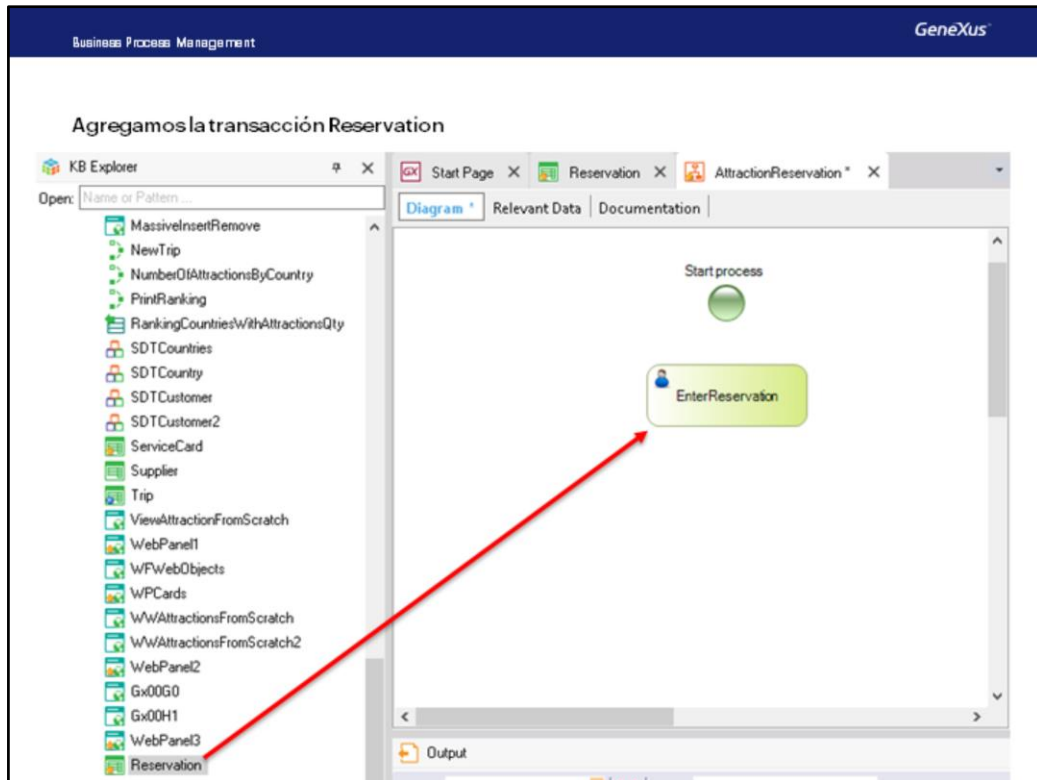 Business Process Management
GeneXus
Agregamos la transacción Reservation
KB Explorer
Open: Name or Pattern ...
MassiveInsertRemove
NewTrip
NumberOfAttractionsByCountry
PrintRanking
RankingCountriesWithAttractionsQty
SDTCountries
SDTCountry
SDTCustomer
SDTCustomer2
ServiceCard
Supplier
Trip
ViewAttractionFromScratch
WebPanel1
WFWebObjects
WPCards
WWAttractionsFromScratch
WWAttractionsFromScratch2
WebPanel2
Gx00G0
Gx00H1
WebPanel3
Reservation
GX Start Page Reservation AttractionReservation *
Diagram * Relevant Data Documentation
Start process
EnterReservation
Output